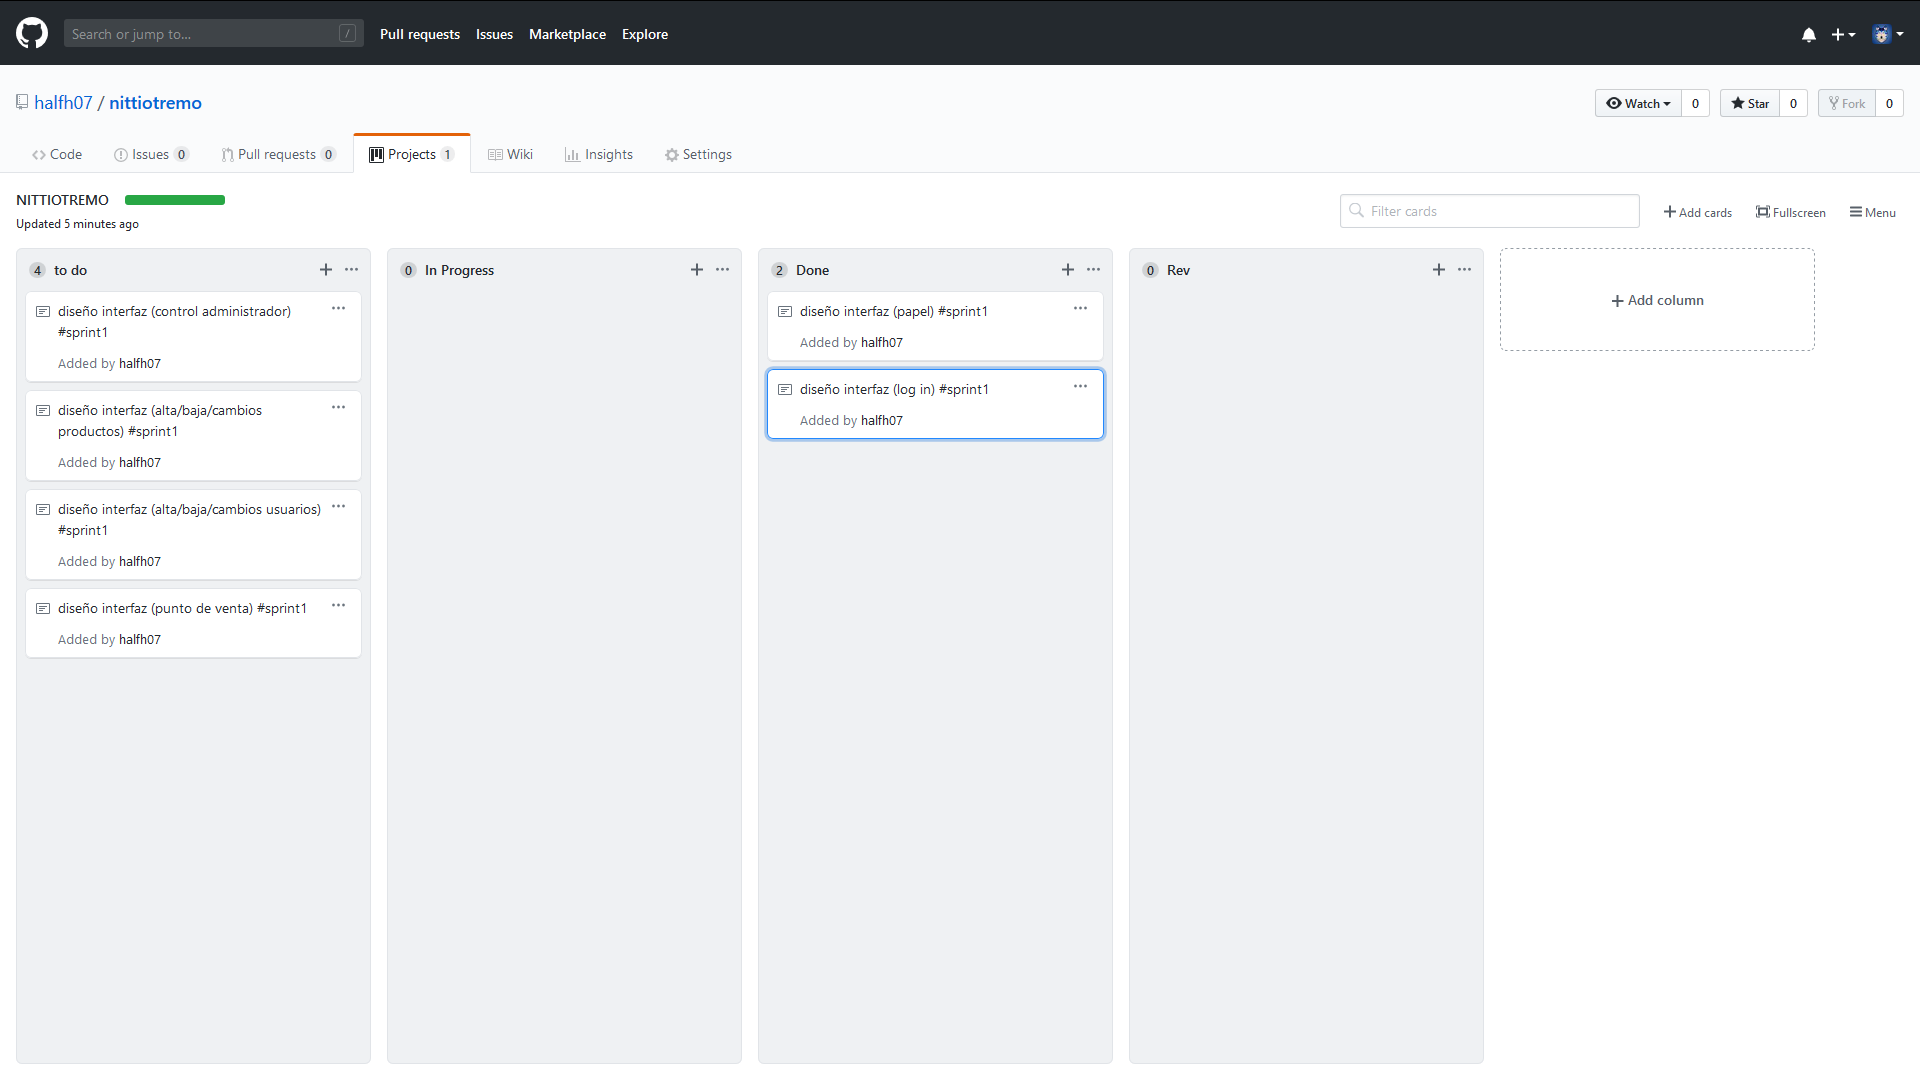 Search or jump to... /
Pull requests Issues Marketplace Explore
halfh07 / nittiotremo
Watch 0 Star 0 Fork 0
Code Issues 0 Pull requests 0 Projects 1 Wiki Insights Settings
NITTIOTREMO
Updated 5 minutes ago
Filter cards
Add cards Fullscreen Menu
4 to do
diseño interfaz (control administrador)
#sprint1
Added by halfh07
diseño interfaz (alta/baja/cambios
productos) #sprint1
Added by halfh07
diseño interfaz (alta/baja/cambios usuarios)
#sprint1
Added by halfh07
diseño interfaz (punto de venta) #sprint1
Added by halfh07
0 In Progress
2 Done
diseño interfaz (papel) #sprint1
Added by halfh07
diseño interfaz (log in) #sprint1
Added by halfh07
0 Rev
Add column